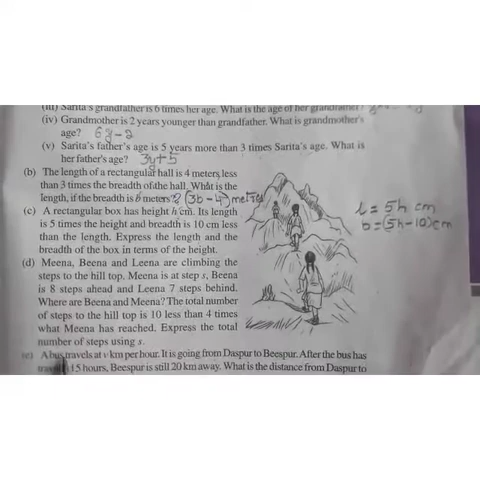 (iii) Sarita's grandfather is 6 times her age. What is the age of her grandfather?
(iv) Grandmother is 2 years younger than grandfather. What is grandmother's
age? 6y-2
(v) Sarita's father's age is 5 years more than 3 times Sarita's age. What is
her father's age? 3y+5
(b) The length of a rectangular hall is 4 meters less
than 3 times the breadth of the hall. What is the
length, if the breadth is b meters? (3b-4) metres
(c) A rectangular box has height h cm. Its length
is 5 times the height and breadth is 10 cm less
than the length. Express the length and the
breadth of the box in terms of the height.
l = 5h cm
b = (5h-10) cm
(d) Meena, Beena and Leena are climbing the
steps to the hill top. Meena is at step s, Beena
is 8 steps ahead and Leena 7 steps behind.
Where are Beena and Meena? The total number
of steps to the hill top is 10 less than 4 times
what Meena has reached. Express the total
number of steps using s.
(e) A bus travels at v km per hour. It is going from Daspur to Beespur. After the bus has
15 hours, Beespur is still 20 km away. What is the distance from Daspur to